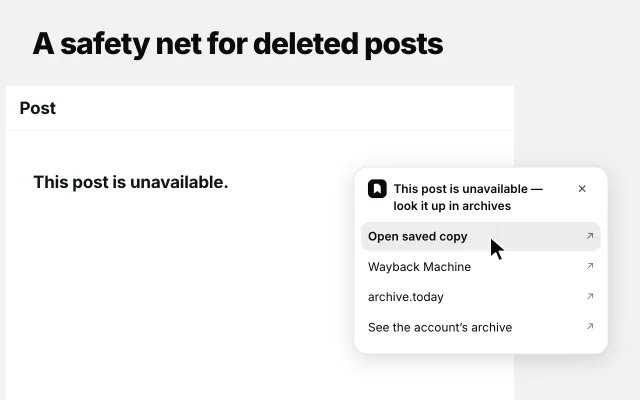 A safety net for deleted posts
Post
This post is unavailable.
This post is unavailable —
look it up in archives
Open saved copy
Wayback Machine
archive.today
See the account’s archive